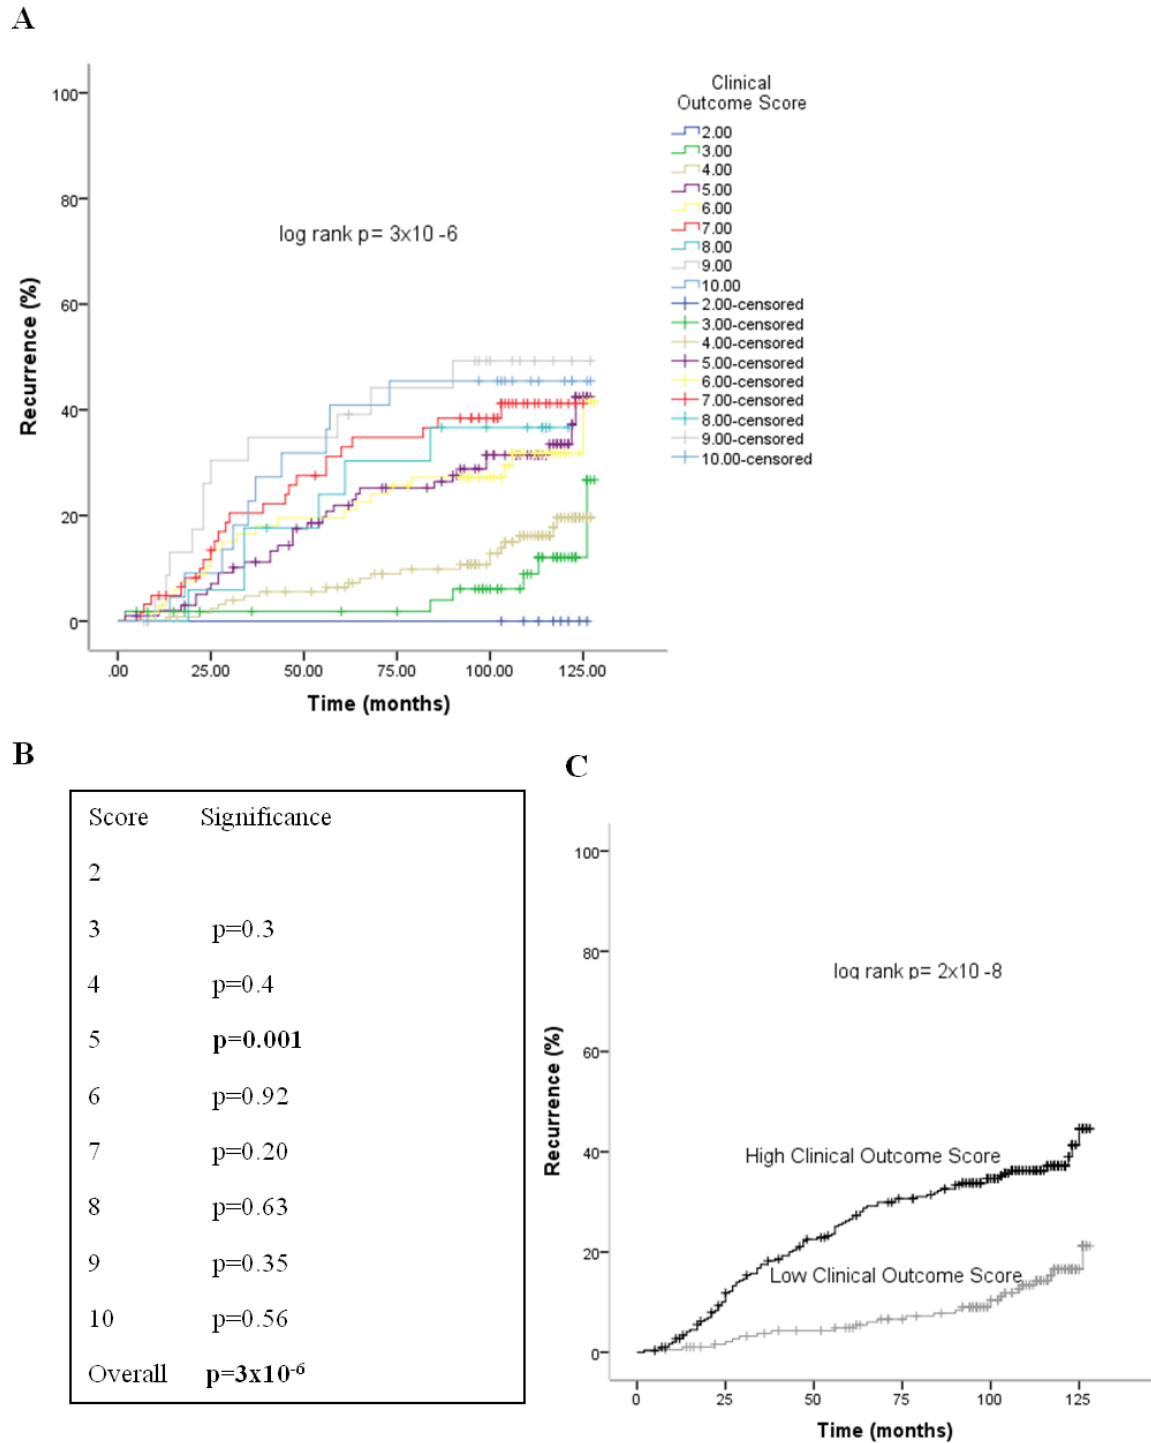 A
Clinical
Outcome Score
2.00
3.00
4.00
5.00
6.00
7.00
8.00
9.00
10.00
2.00-censored
3.00-censored
4.00-censored
5.00-censored
6.00-censored
7.00-censored
8.00-censored
9.00-censored
10.00-censored
log rank p= 3x10 -6
Recurrence (%)
100
80
60
40
20
0
.00 25.00 50.00 75.00 100.00 125.00
Time (months)
B
Score Significance
2
3 p=0.3
4 p=0.4
5 p=0.001
6 p=0.92
7 p=0.20
8 p=0.63
9 p=0.35
10 p=0.56
Overall p=3x10⁻⁶
C
log rank p= 2x10 -8
Recurrence (%)
100
80
60
40
20
0
High Clinical Outcome Score
Low Clinical Outcome Score
0 25 50 75 100 125
Time (months)